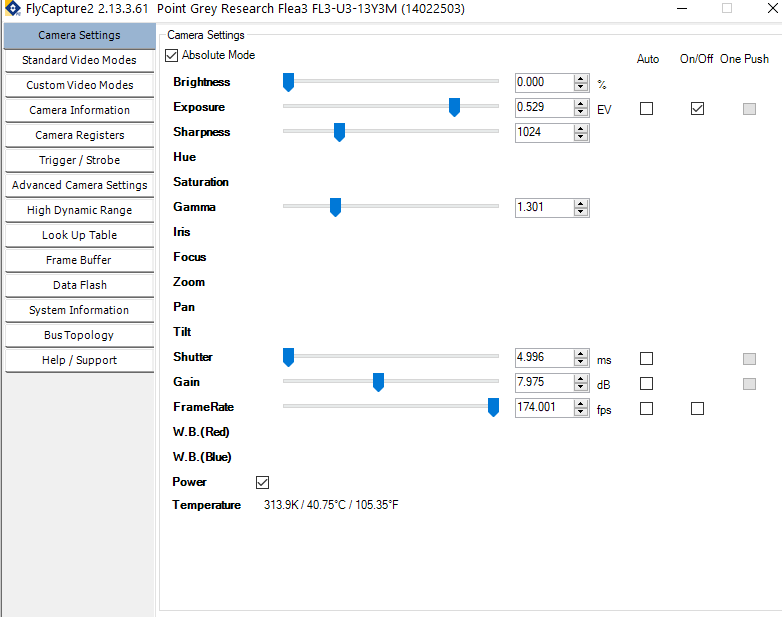 FlyCapture2 2.13.3.61 Point Grey Research Flea3 FL3-U3-13Y3M (14022503)
Camera Settings
Standard Video Modes
Custom Video Modes
Camera Information
Camera Registers
Trigger / Strobe
Advanced Camera Settings
High Dynamic Range
Look Up Table
Frame Buffer
Data Flash
System Information
Bus Topology
Help / Support
Camera Settings
Absolute Mode
Auto On/Off One Push
Brightness 0.000 %
Exposure 0.529 EV
Sharpness 1024
Hue
Saturation
Gamma 1.301
Iris
Focus
Zoom
Pan
Tilt
Shutter 4.996 ms
Gain 7.975 dB
FrameRate 174.001 fps
W.B.(Red)
W.B.(Blue)
Power
Temperature 313.9K / 40.75°C / 105.35°F